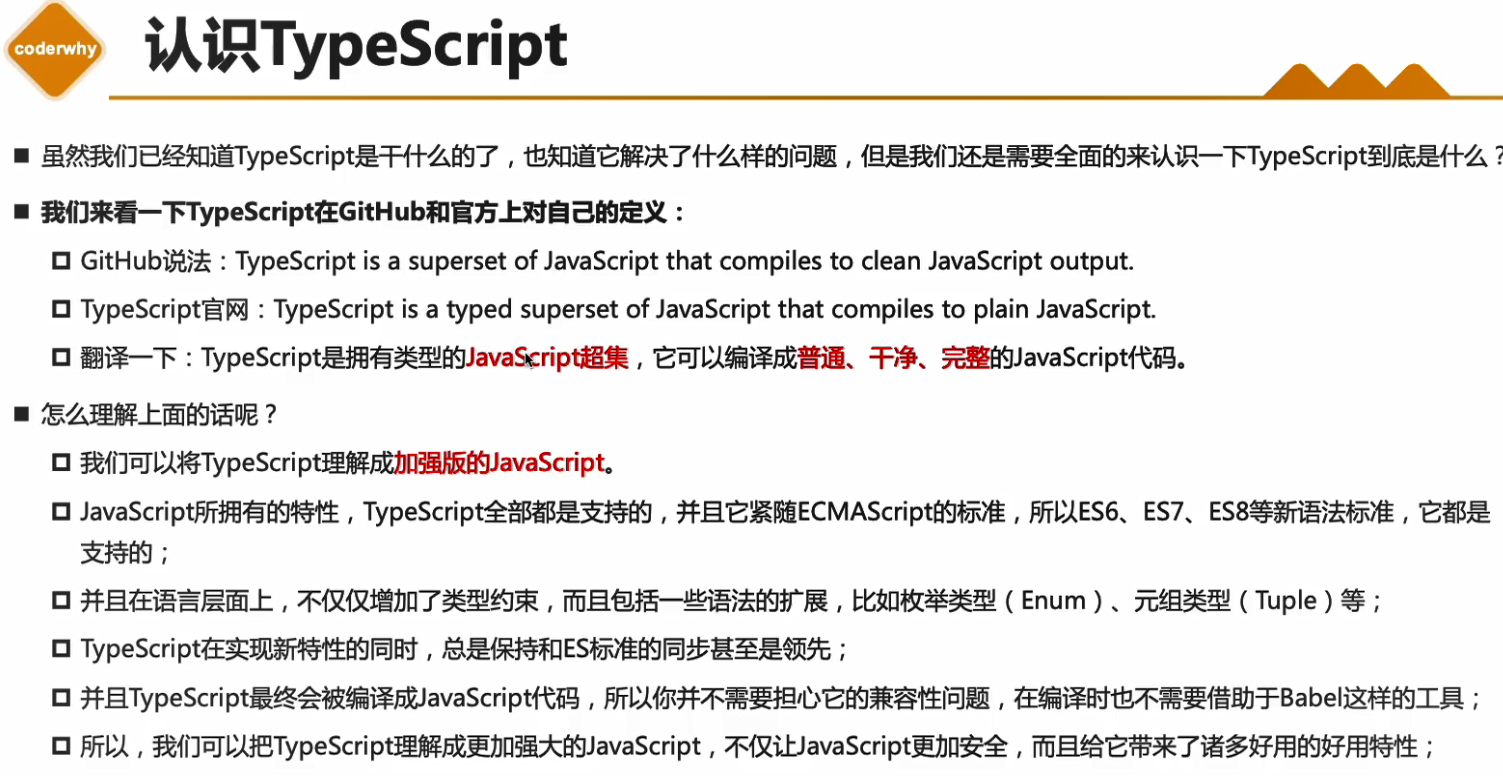 coderwhy
认识TypeScript
虽然我们已经知道TypeScript是干什么的了，也知道它解决了什么样的问题，但是我们还是需要全面的来认识一下TypeScript到底是什么？
我们来看一下TypeScript在GitHub和官方上对自己的定义：
GitHub说法：TypeScript is a superset of JavaScript that compiles to clean JavaScript output.
TypeScript官网：TypeScript is a typed superset of JavaScript that compiles to plain JavaScript.
翻译一下：TypeScript是拥有类型的JavaScript超集，它可以编译成普通、干净、完整的JavaScript代码。
怎么理解上面的话呢？
我们可以将TypeScript理解成加强版的JavaScript。
JavaScript所拥有的特性，TypeScript全部都是支持的，并且它紧随ECMAScript的标准，所以ES6、ES7、ES8等新语法标准，它都是
支持的；
并且在语言层面上，不仅仅增加了类型约束，而且包括一些语法的扩展，比如枚举类型（Enum）、元组类型（Tuple）等；
TypeScript在实现新特性的同时，总是保持和ES标准的同步甚至是领先；
并且TypeScript最终会被编译成JavaScript代码，所以你并不需要担心它的兼容性问题，在编译时也不需要借助于Babel这样的工具；
所以，我们可以把TypeScript理解成更加强大的JavaScript，不仅让JavaScript更加安全，而且给它带来了诸多好用的好用特性；